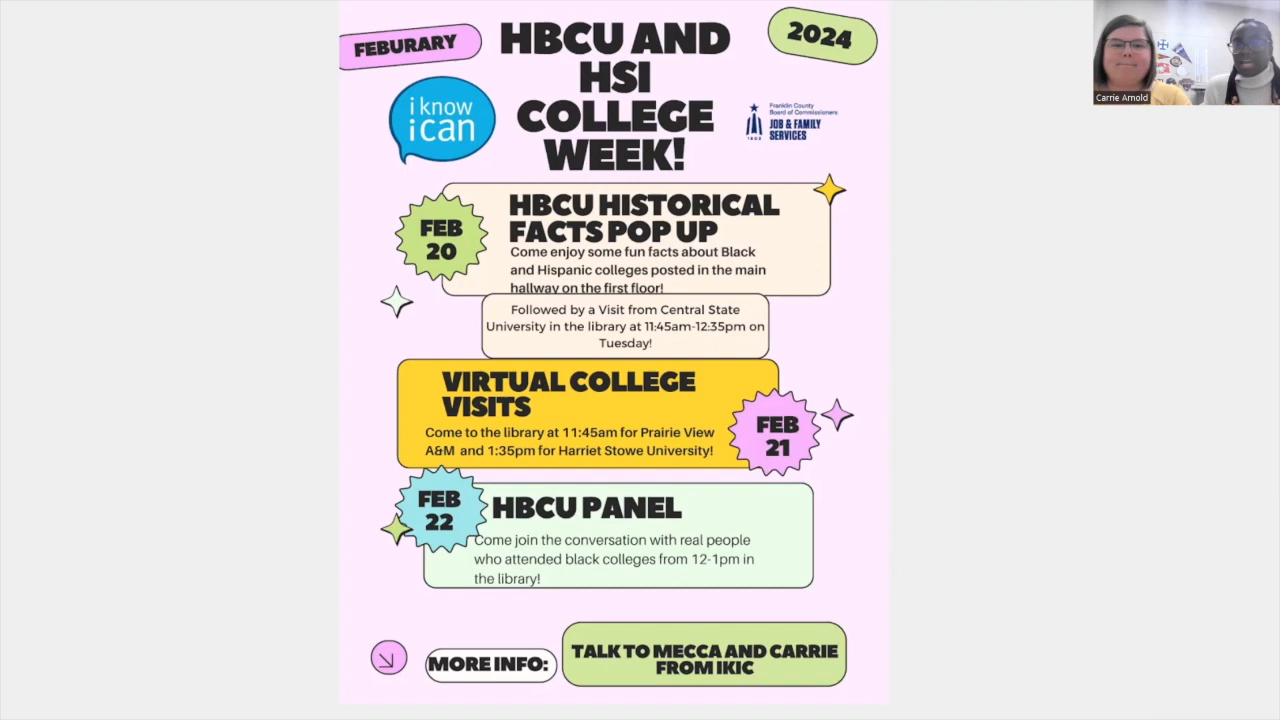 FEBURARY
HBCU AND
HSI
COLLEGE
WEEK!
2024
i know
i can
Franklin County
Board of Commissioners
JOB & FAMILY
SERVICES
1803
Carrie Arnold
FEB
20
HBCU HISTORICAL
FACTS POP UP
Come enjoy some fun facts about Black
and Hispanic colleges posted in the main
hallway on the first floor!
Followed by a Visit from Central State
University in the library at 11:45am-12:35pm on
Tuesday!
VIRTUAL COLLEGE
VISITS
Come to the library at 11:45am for Prairie View
A&M and 1:35pm for Harriet Stowe University!
FEB
21
FEB
22
HBCU PANEL
Come join the conversation with real people
who attended black colleges from 12-1pm in
the library!
MORE INFO:
TALK TO MECCA AND CARRIE
FROM IKIC